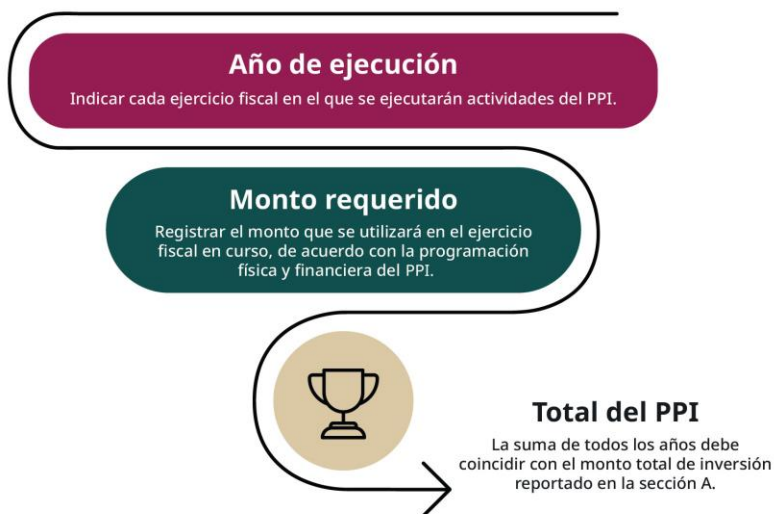 Año de ejecución
Indicar cada ejercicio fiscal en el que se ejecutarán actividades del PPI.
Monto requerido
Registrar el monto que se utilizará en el ejercicio
fiscal en curso, de acuerdo con la programación
física y financiera del PPI.
Total del PPI
La suma de todos los años debe
coincidir con el monto total de inversión
reportado en la sección A.